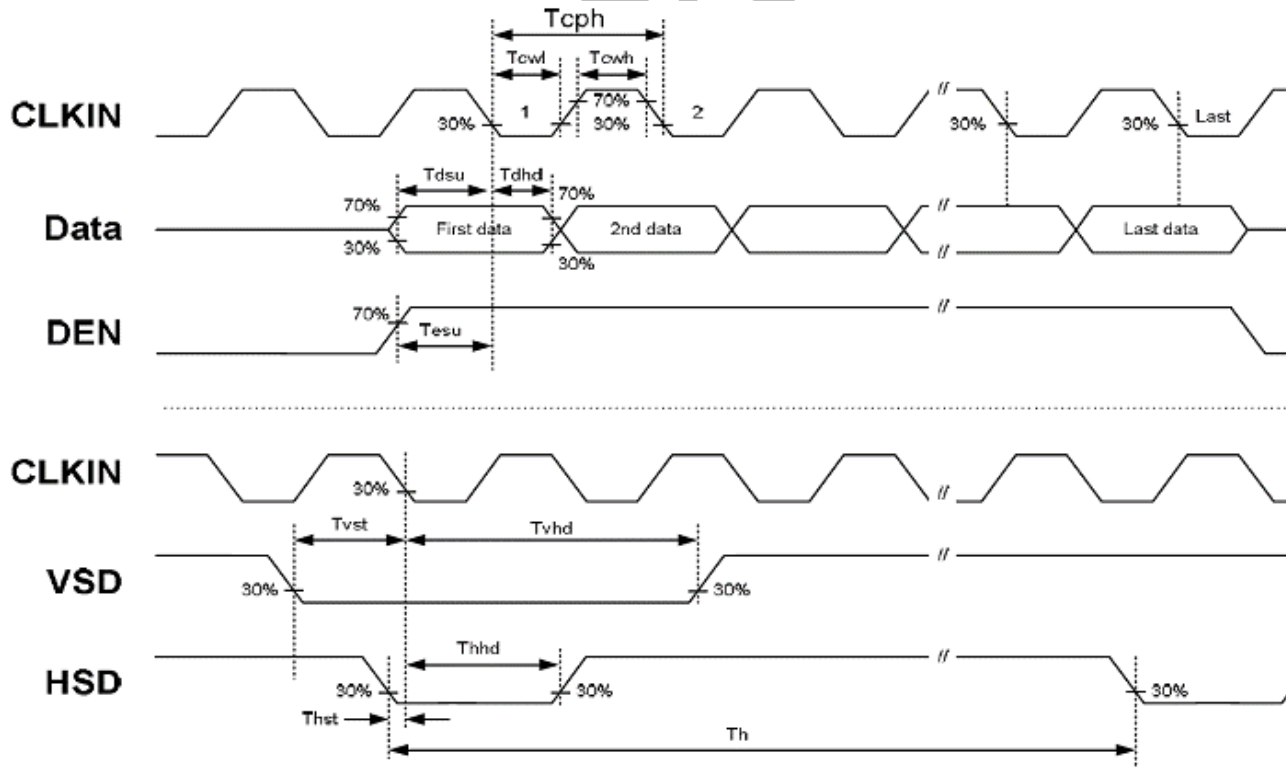 Tcph
Tcwl Tcwh
CLKIN 30% 1 70% 30% 2 // 30% 30% Last
Tdsu Tdhd
Data 70% 30% First data 70% 30% 2nd data // // Last data
DEN 70% Tesu //
CLKIN 30% //
Tvst Tvhd
VSD 30% 30% //
Thhd
HSD 30% 30% // 30%
Thst
Th